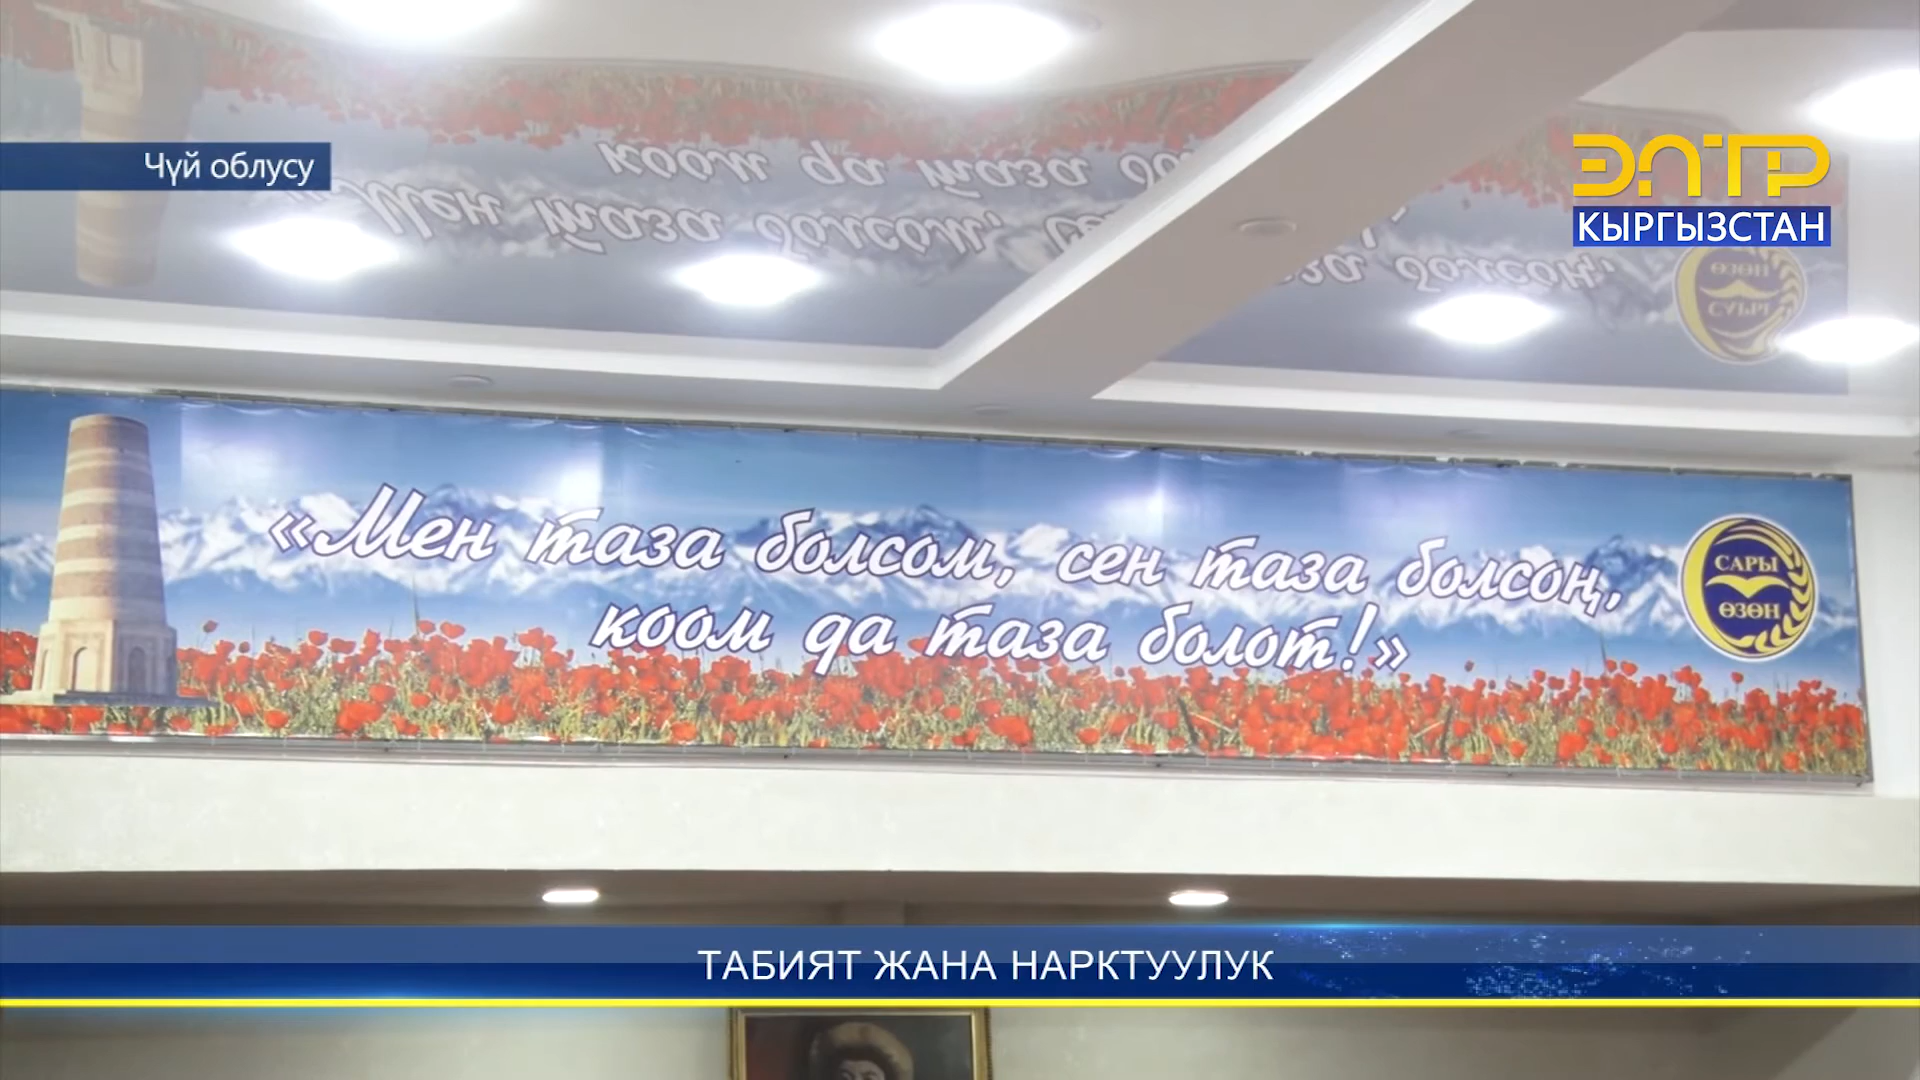 Чүй облусу
ЭЛТР
КЫРГЫЗСТАН
«Мен таза болсом, сен таза болсоң,
коом да таза болот!»
САРЫ
ӨЗӨН
ТАБИЯТ ЖАНА НАРКТУУЛУК